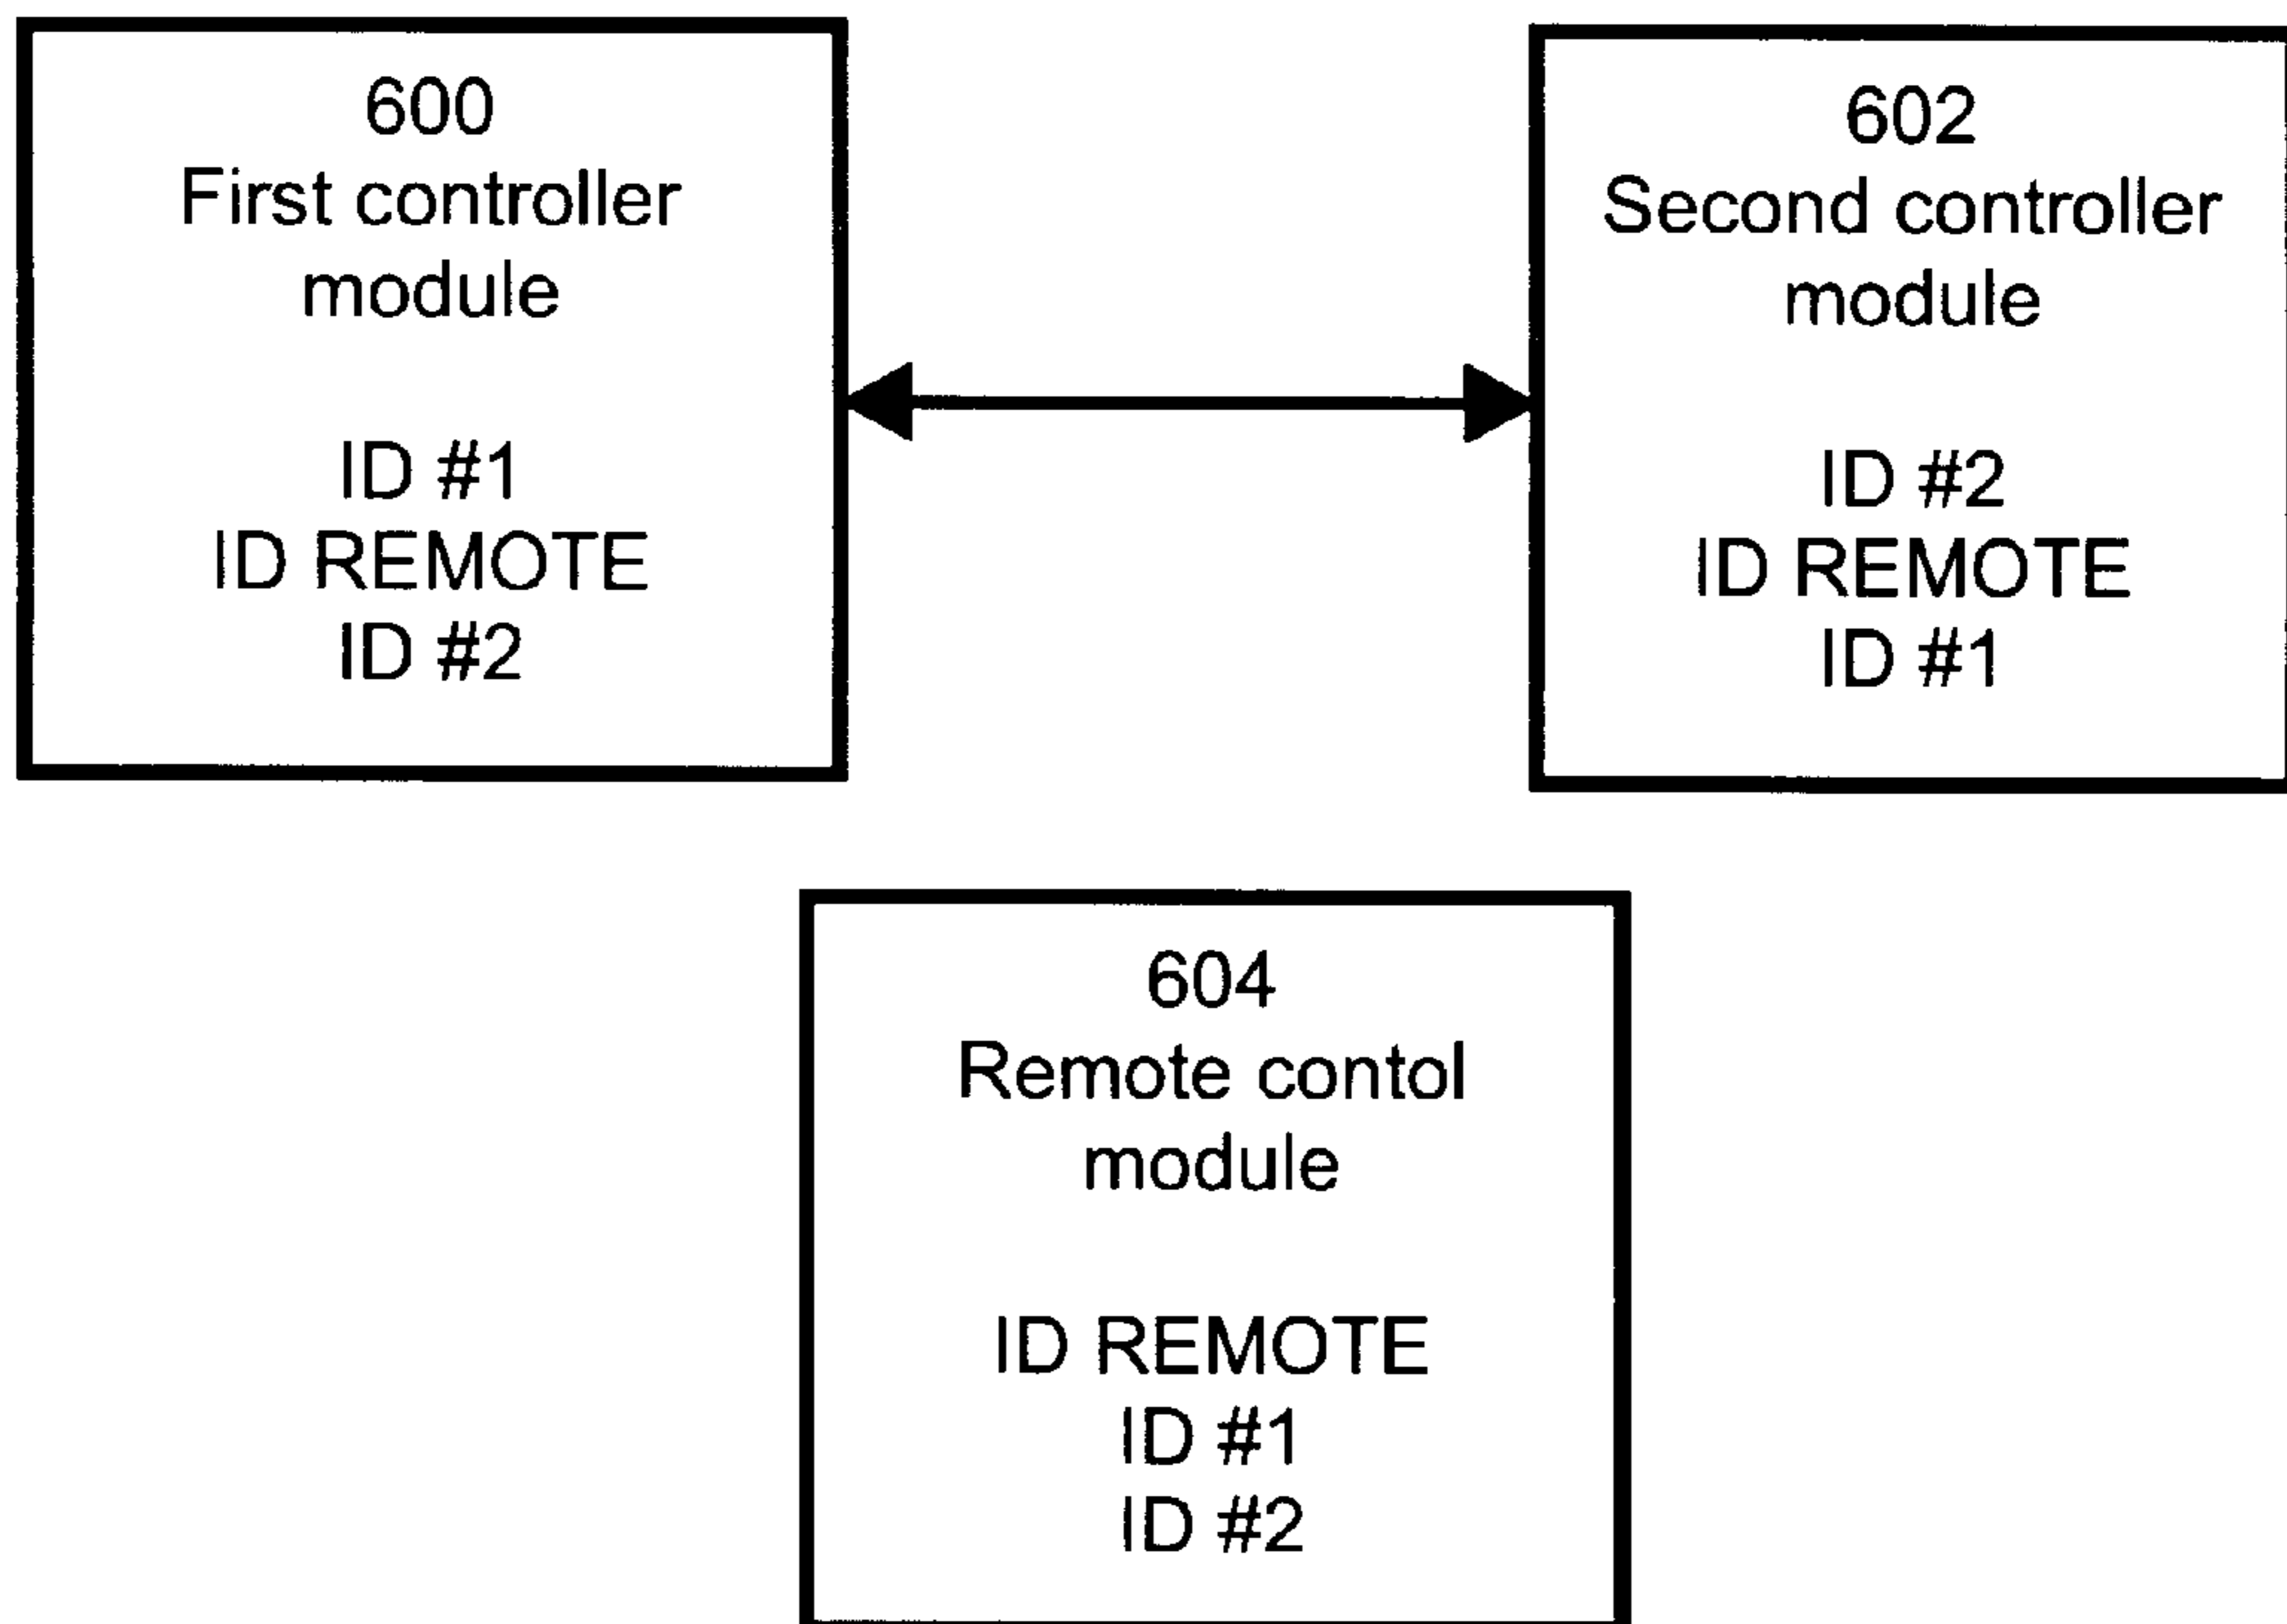 600
First controller
module
ID #1
ID REMOTE
ID #2
602
Second controller
module
ID #2
ID REMOTE
ID #1
604
Remote contol
module
ID REMOTE
ID #1
ID #2